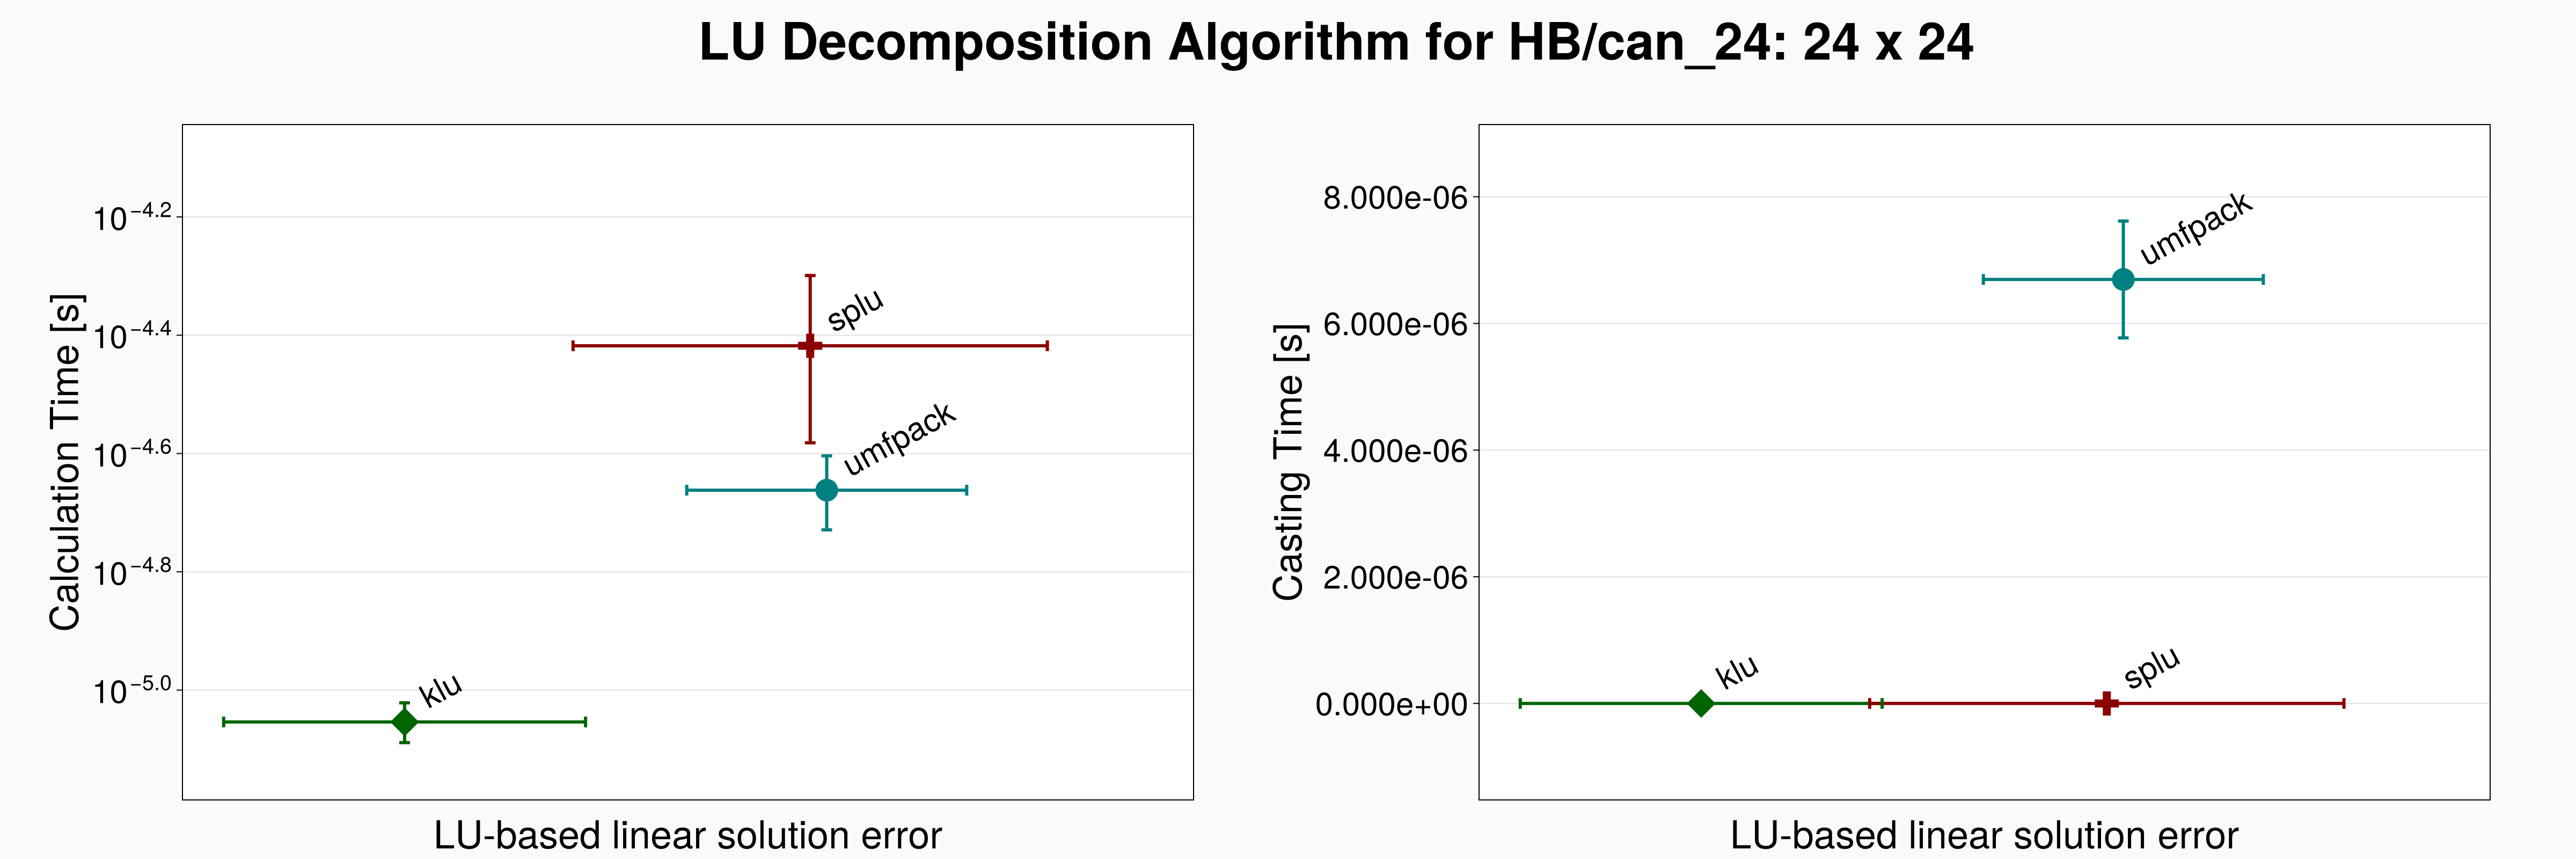 LU Decomposition Algorithm for HB/can_24: 24 x 24
Calculation Time [s]
10^−4.2
10^−4.4
10^−4.6
10^−4.8
10^−5.0
splu
umfpack
klu
LU-based linear solution error
Casting Time [s]
8.000e-06
6.000e-06
4.000e-06
2.000e-06
0.000e+00
umfpack
klu
splu
LU-based linear solution error